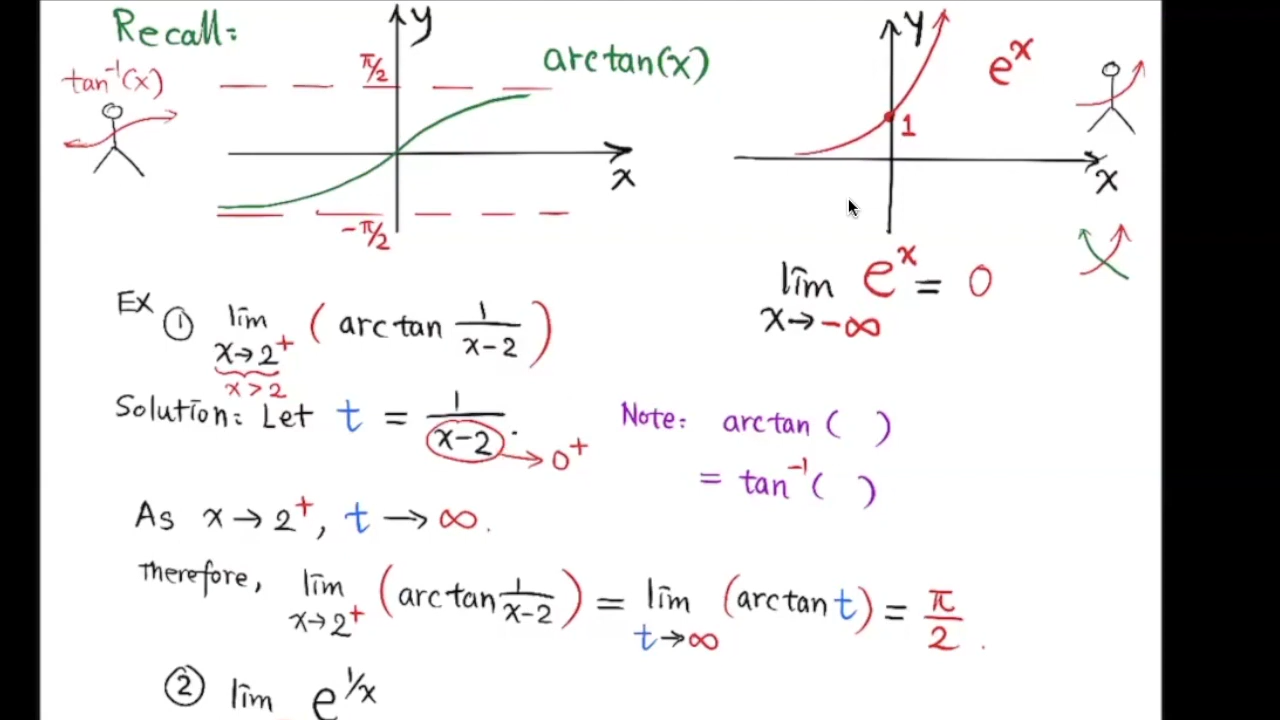 Recall:
tan⁻¹(x)
π/2
y
arctan(x)
x
-π/2
y
eˣ
1
x
lim eˣ = 0
x→-∞
Ex ① lim (arctan 1/(x-2))
x→2⁺
x>2
Solution: Let t = 1/(x-2).
→0⁺
Note: arctan ( )
= tan⁻¹( )
As x→2⁺, t→∞.
Therefore, lim (arctan 1/(x-2)) = lim (arctan t) = π/2.
x→2⁺ t→∞
② lim e^1/x